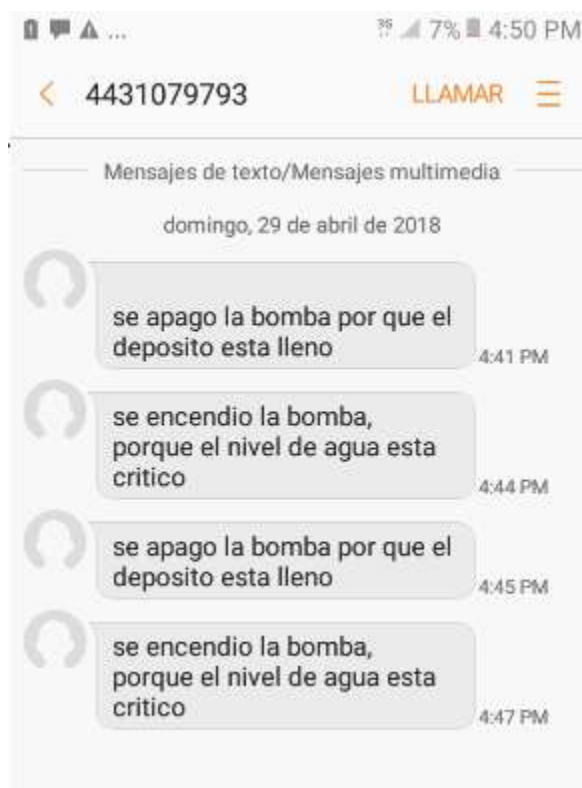 ... 3G 7% 4:50 PM
4431079793 LLAMAR
Mensajes de texto/Mensajes multimedia
domingo, 29 de abril de 2018
se apago la bomba por que el
deposito esta lleno
4:41 PM
se encendio la bomba,
porque el nivel de agua esta
critico
4:44 PM
se apago la bomba por que el
deposito esta lleno
4:45 PM
se encendio la bomba,
porque el nivel de agua esta
critico
4:47 PM